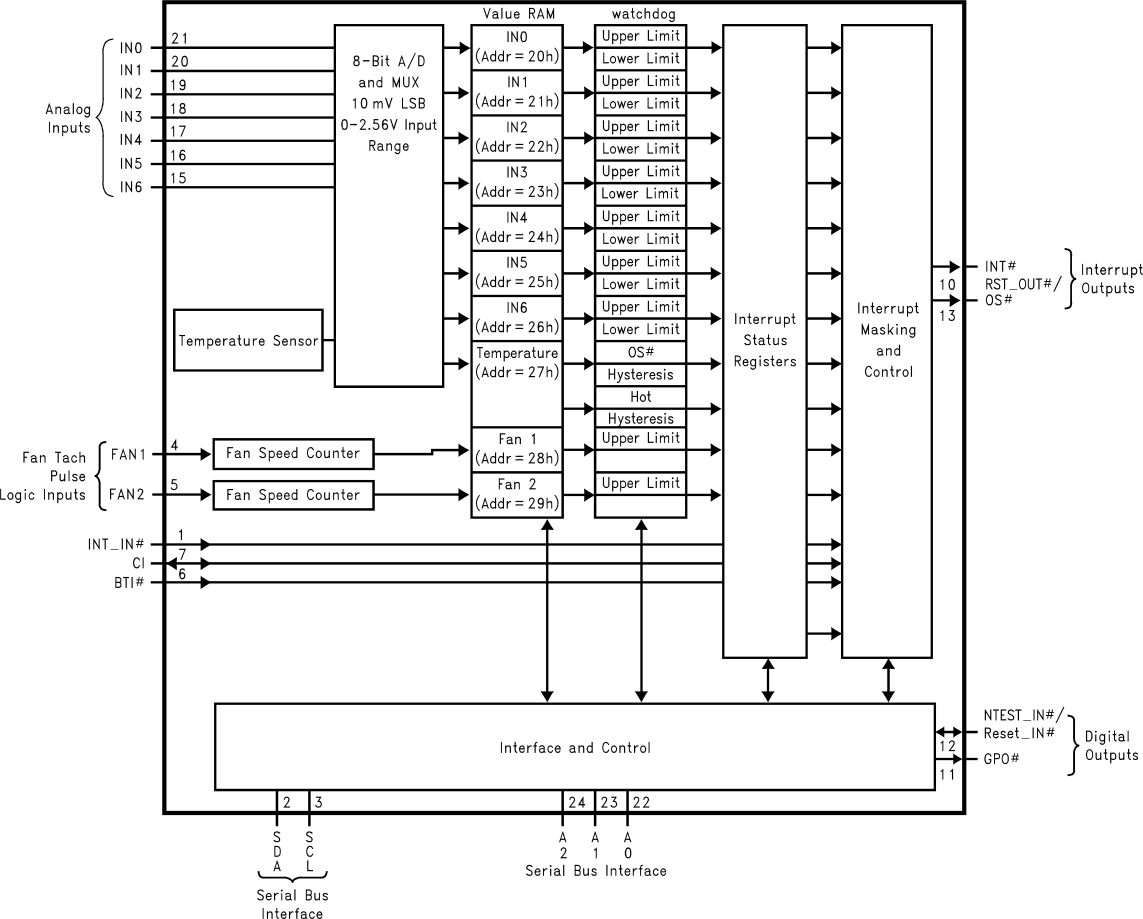 Value RAM
watchdog
Analog
Inputs
IN0
21
IN1
20
IN2
19
IN3
18
IN4
17
IN5
16
IN6
15
8-Bit A/D
and MUX
10 mV LSB
0-2.56V Input
Range
Temperature Sensor
IN0
(Addr = 20h)
IN1
(Addr = 21h)
IN2
(Addr = 22h)
IN3
(Addr = 23h)
IN4
(Addr = 24h)
IN5
(Addr = 25h)
IN6
(Addr = 26h)
Temperature
(Addr = 27h)
Fan 1
(Addr = 28h)
Fan 2
(Addr = 29h)
Upper Limit
Lower Limit
Upper Limit
Lower Limit
Upper Limit
Lower Limit
Upper Limit
Lower Limit
Upper Limit
Lower Limit
Upper Limit
Lower Limit
Upper Limit
Lower Limit
OS#
Hysteresis
Hot
Hysteresis
Upper Limit
Upper Limit
Interrupt
Status
Registers
Interrupt
Masking
and
Control
INT#
10
RST_OUT#/
OS#
13
Interrupt
Outputs
Fan Tach
Pulse
Logic Inputs
FAN1
4
Fan Speed Counter
FAN2
5
Fan Speed Counter
INT_IN#
1
CI
7
BTI#
6
Interface and Control
NTEST_IN#/
Reset_IN#
12
GPO#
11
Digital
Outputs
2
3
24
23
22
SDA
SCL
A2
A1
A0
Serial Bus Interface
Serial Bus
Interface